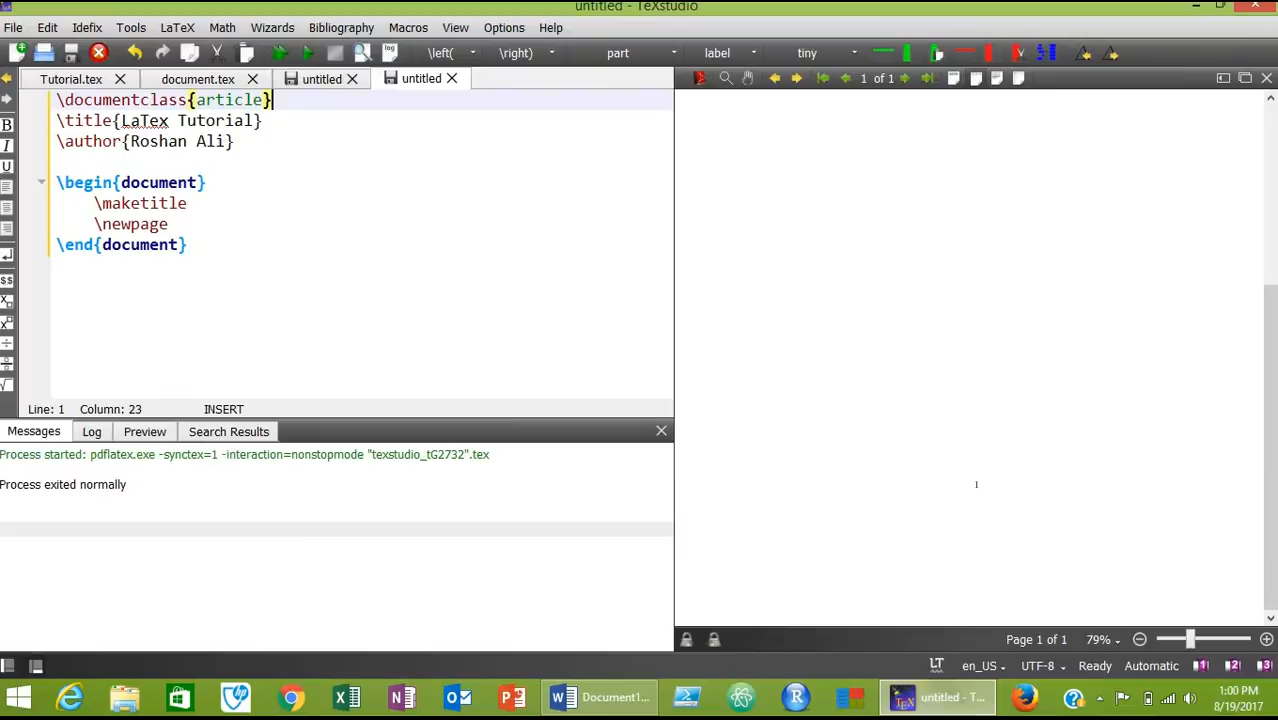 untitled - TeXstudio
File Edit Idefix Tools LaTeX Math Wizards Bibliography Macros View Options Help
log \left( \right) part label tiny
Tutorial.tex document.tex untitled untitled 1 of 1
\documentclass{article}
\title{LaTex Tutorial}
\author{Roshan Ali}
\begin{document}
\maketitle
\newpage
\end{document}
B
I
U
$$
Line: 1 Column: 23 INSERT
Messages Log Preview Search Results
Process started: pdflatex.exe -synctex=1 -interaction=nonstopmode "texstudio_tG2732".tex
Process exited normally
1
Page 1 of 1 79%
LT en_US UTF-8 Ready Automatic 1 2 3
Document1... untitled - T...
1:00 PM
8/19/2017